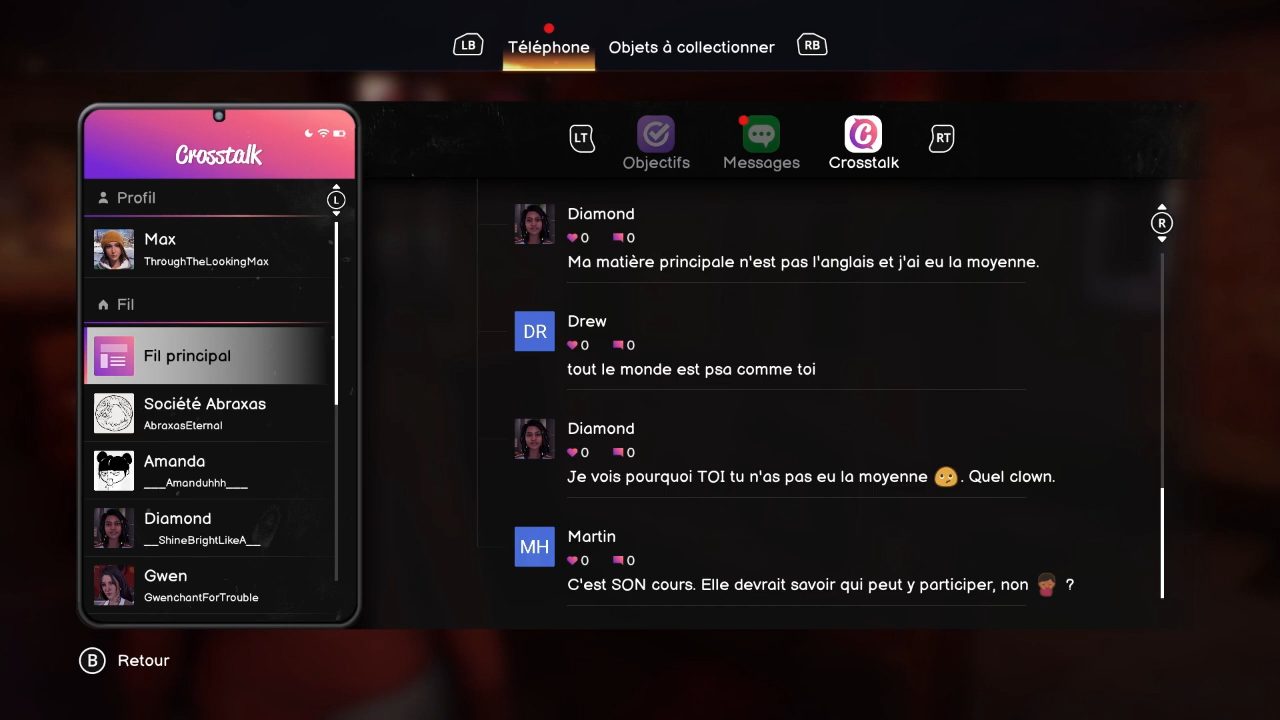 LB
Téléphone
Objets à collectionner
RB
Crosstalk
Profil
L
Max
ThroughTheLookingMax
Fil
Fil principal
Société Abraxas
AbraxasEternal
Amanda
___Amanduhhh___
Diamond
__ShineBrightLikeA__
Gwen
GwenchantForTrouble
LT
Objectifs
Messages
Crosstalk
RT
R
Diamond
0 0
Ma matière principale n'est pas l'anglais et j'ai eu la moyenne.
DR
Drew
0 0
tout le monde est psa comme toi
Diamond
0 0
Je vois pourquoi TOI tu n'as pas eu la moyenne 🫤. Quel clown.
MH
Martin
0 0
C'est SON cours. Elle devrait savoir qui peut y participer, non ?
B Retour